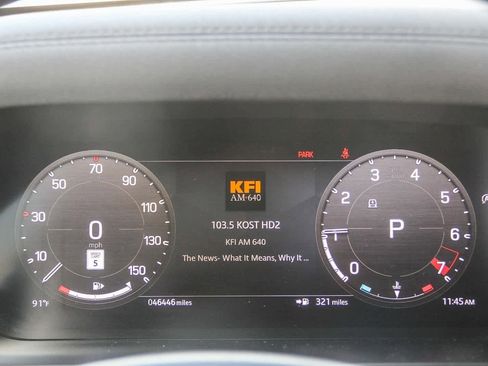 KFI
AM-640
PARK
103.5 KOST HD2
KFI AM 640
The News- What It Means, Why It ...
10
30
50
70
90
110
130
150
0
mph
5
91°F
046446 miles
321 miles
0
1
2
3
4
5
6
7
P
11:45 AM